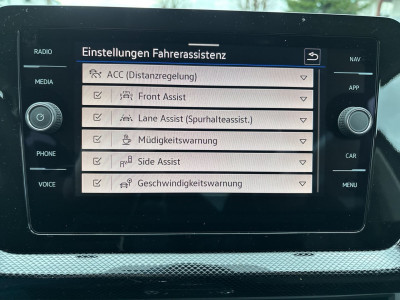 RADIO
MEDIA
PHONE
VOICE
Einstellungen Fahrerassistenz
ACC (Distanzregelung)
Front Assist
Lane Assist (Spurhalteassist.)
Müdigkeitswarnung
Side Assist
Geschwindigkeitswarnung
NAV
APP
CAR
MENU